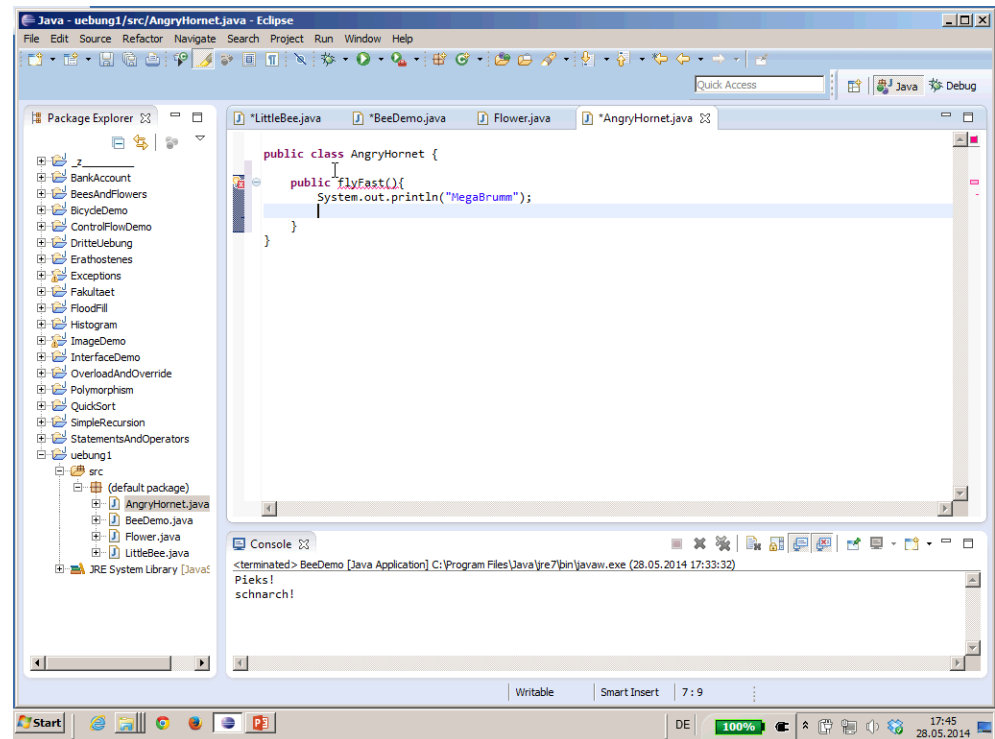 Java - uebung1/src/AngryHornet.java - Eclipse
File Edit Source Refactor Navigate Search Project Run Window Help
Quick Access
Java
Debug
Package Explorer
_z________
BankAccount
BeesAndFlowers
BicycleDemo
ControlFlowDemo
DritteUebung
Erathostenes
Exceptions
Fakultaet
FloodFill
Histogram
ImageDemo
InterfaceDemo
OverloadAndOverride
Polymorphism
QuickSort
SimpleRecursion
StatementsAndOperators
uebung1
src
(default package)
AngryHornet.java
BeeDemo.java
Flower.java
LittleBee.java
JRE System Library [JavaS
*LittleBee.java *BeeDemo.java Flower.java *AngryHornet.java
public class AngryHornet {
public flyFast(){
System.out.println("MegaBrumm");
}
}
Console
<terminated> BeeDemo [Java Application] C:\Program Files\Java\jre7\bin\javaw.exe (28.05.2014 17:33:32)
Pieks!
schnarch!
Writable Smart Insert 7 : 9
Start
DE 100% 17:45
28.05.2014